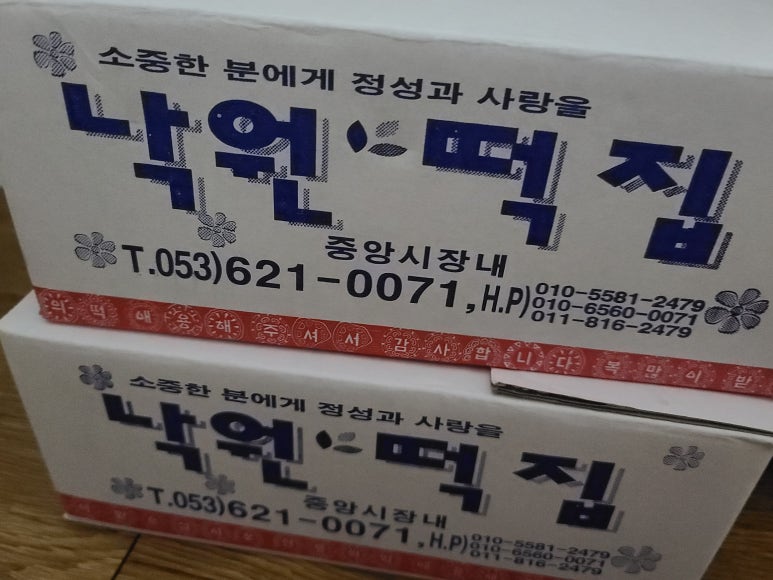 소중한 분에게 정성과 사랑을
낙원 떡집
중앙시장내
T.053)621-0071, H.P)
010-5581-2479
010-6560-0071
011-816-2479
떡 애용해 주셔서 감사합니다 복 많이 받
소중한 분에게 정성과 사랑을
낙원 떡집
중앙시장내
T.053)621-0071, H.P)
010-5581-2479
010-6560-0071
011-816-2479